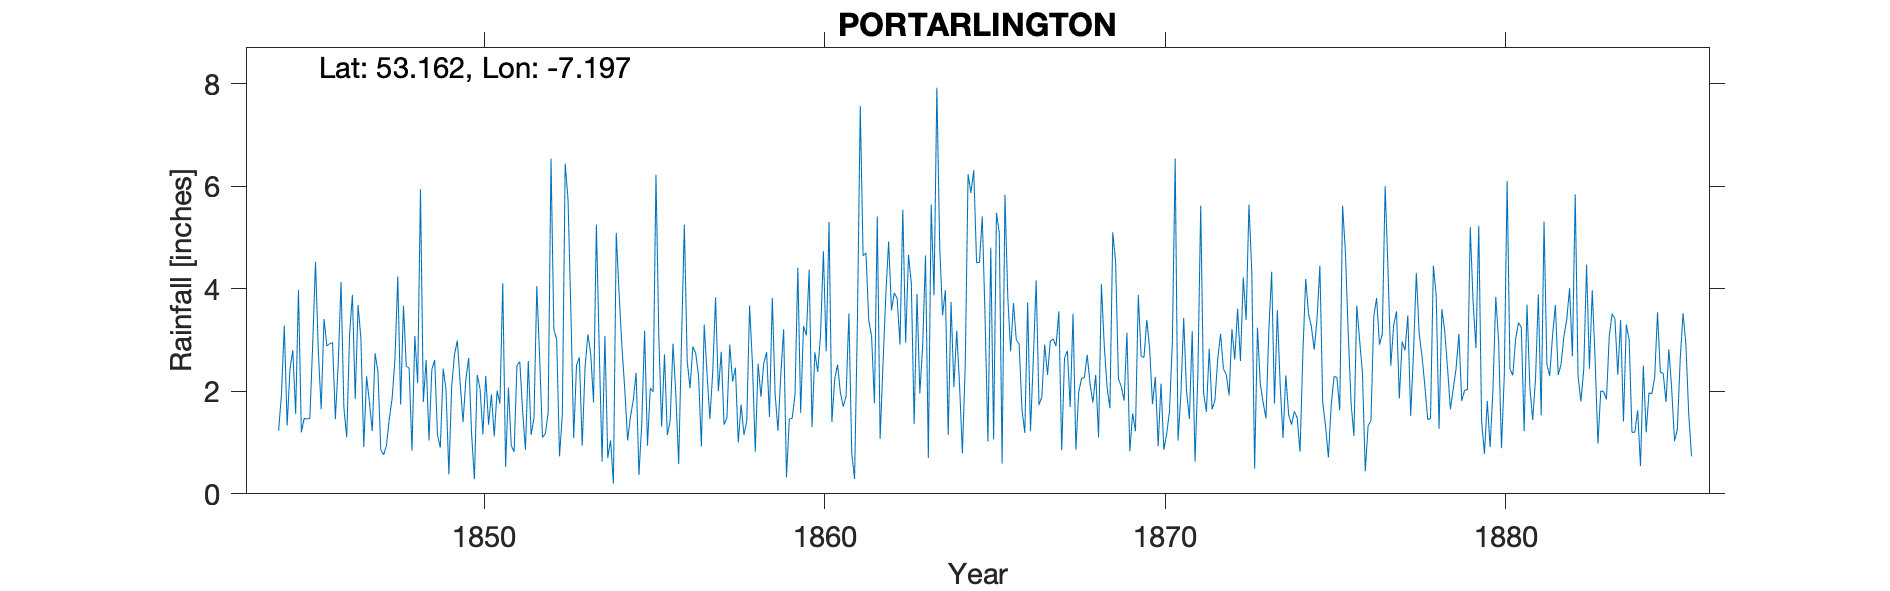 PORTARLINGTON
Lat: 53.162, Lon: -7.197
8
6
4
2
0
Rainfall [inches]
1850 1860 1870 1880
Year